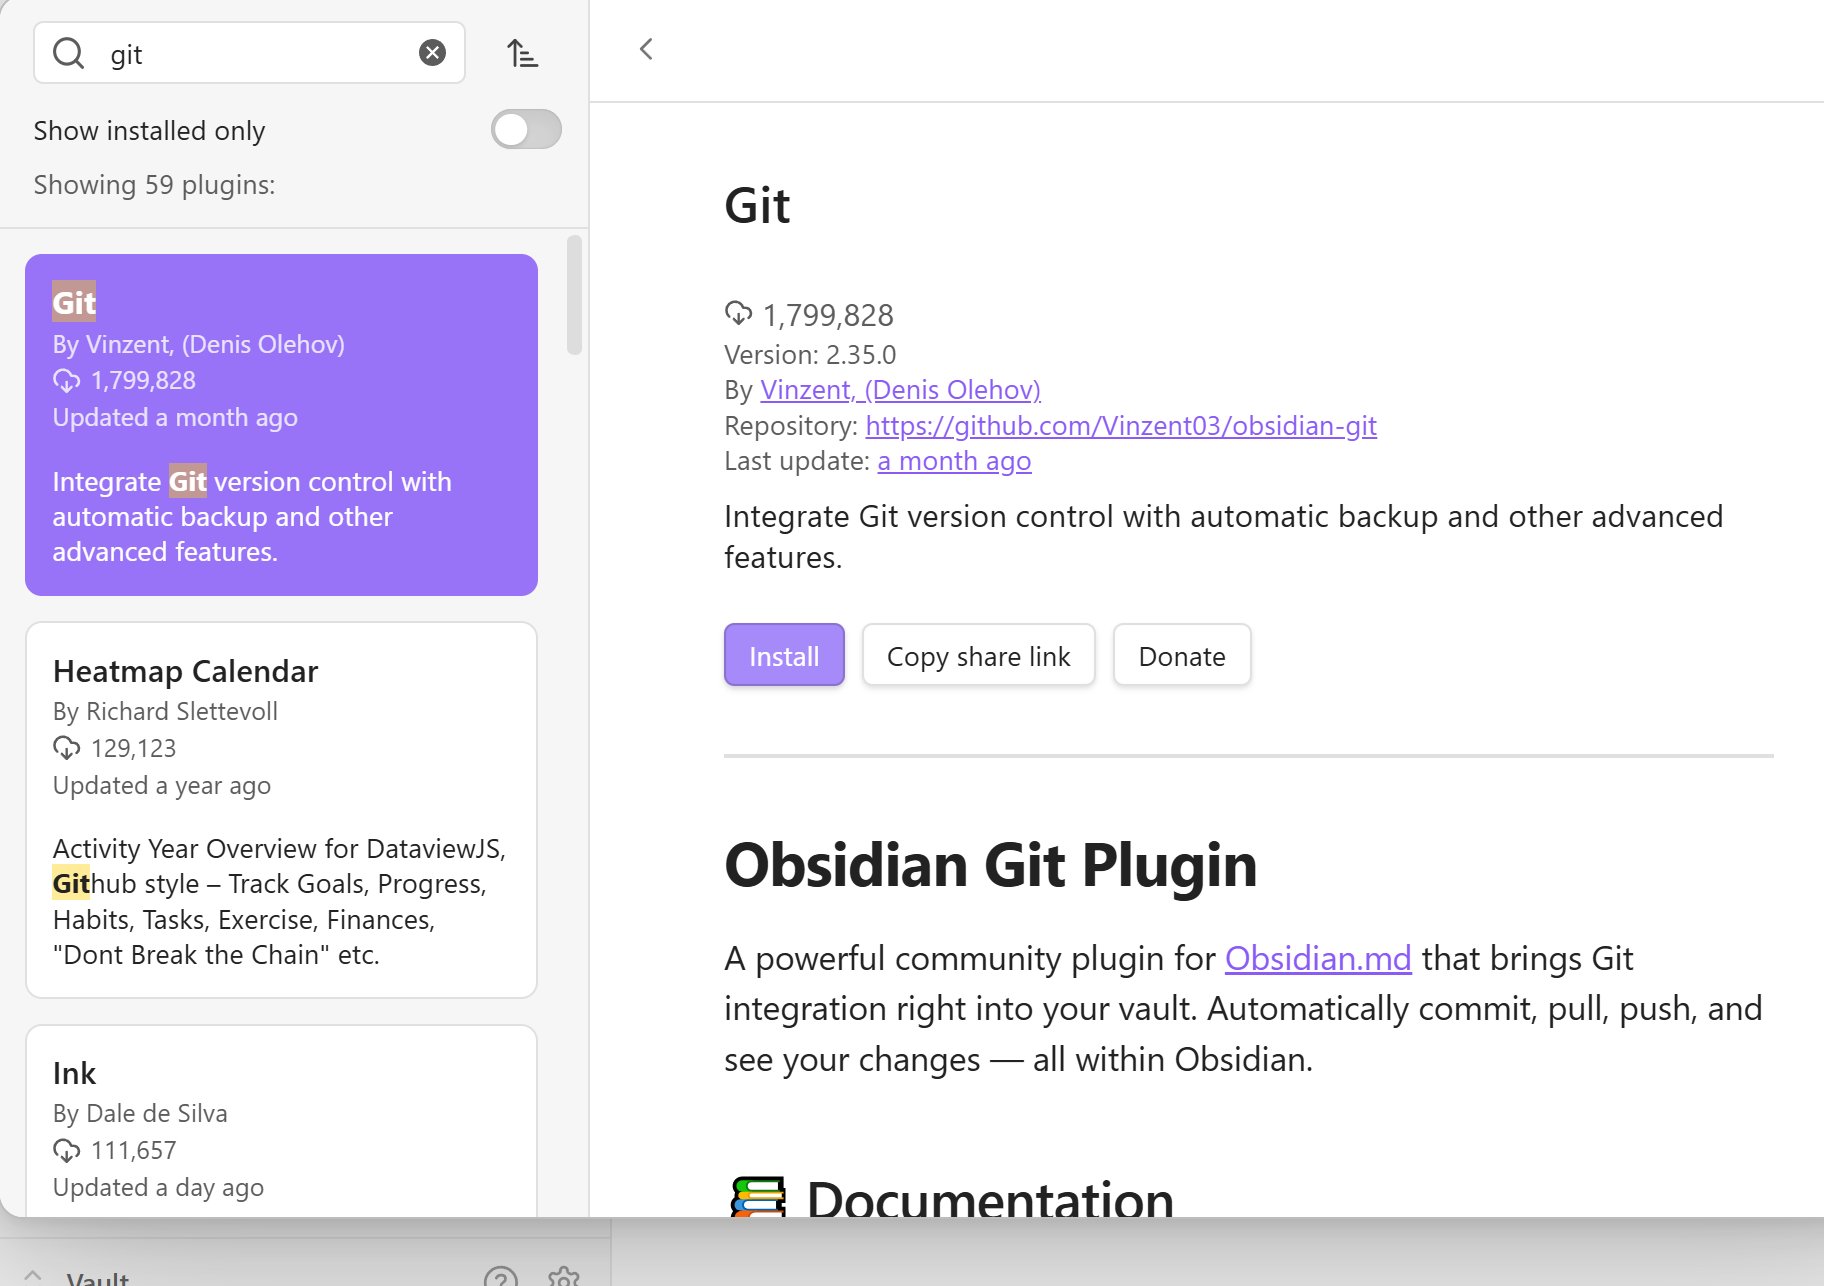 git
Show installed only
Showing 59 plugins:
Git
By Vinzent, (Denis Olehov)
1,799,828
Updated a month ago
Integrate Git version control with
automatic backup and other
advanced features.
Heatmap Calendar
By Richard Slettevoll
129,123
Updated a year ago
Activity Year Overview for DataviewJS,
Github style – Track Goals, Progress,
Habits, Tasks, Exercise, Finances,
"Dont Break the Chain" etc.
Ink
By Dale de Silva
111,657
Updated a day ago
Vault
Git
1,799,828
Version: 2.35.0
By Vinzent, (Denis Olehov)
Repository: https://github.com/Vinzent03/obsidian-git
Last update: a month ago
Integrate Git version control with automatic backup and other advanced
features.
Install Copy share link Donate
Obsidian Git Plugin
A powerful community plugin for Obsidian.md that brings Git
integration right into your vault. Automatically commit, pull, push, and
see your changes — all within Obsidian.
📚 Documentation